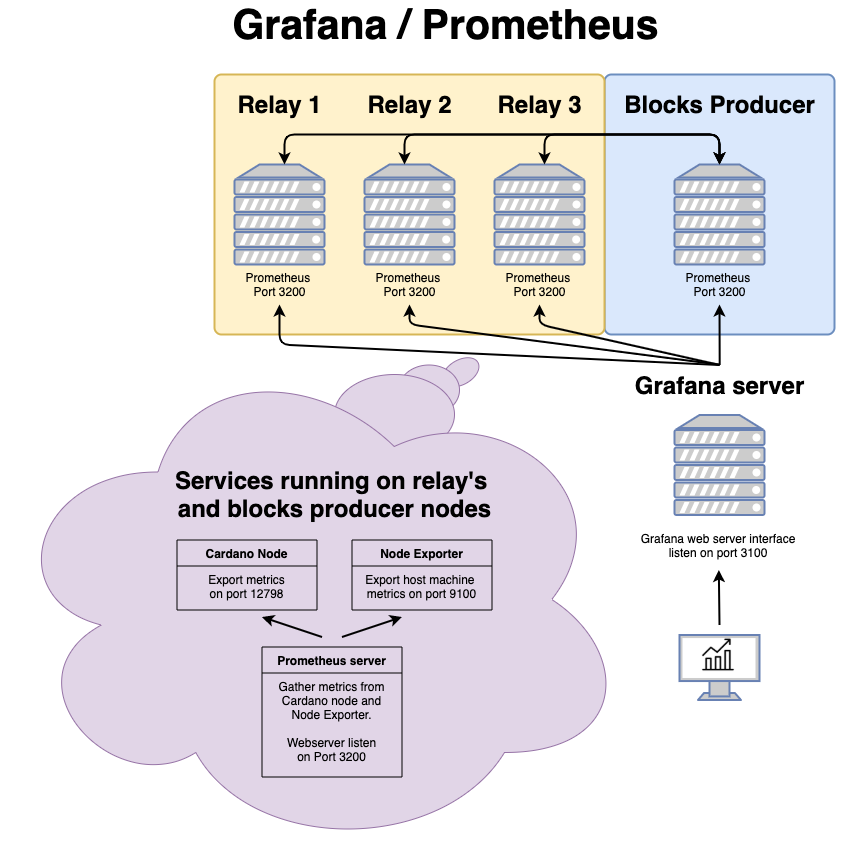 Grafana / Prometheus
Relay 1
Relay 2
Relay 3
Blocks Producer
Prometheus
Port 3200
Prometheus
Port 3200
Prometheus
Port 3200
Prometheus
Port 3200
Grafana server
Grafana web server interface
listen on port 3100
Services running on relay's
and blocks producer nodes
Cardano Node
Export metrics
on port 12798
Node Exporter
Export host machine
metrics on port 9100
Prometheus server
Gather metrics from
Cardano node and
Node Exporter.
Webserver listen
on Port 3200